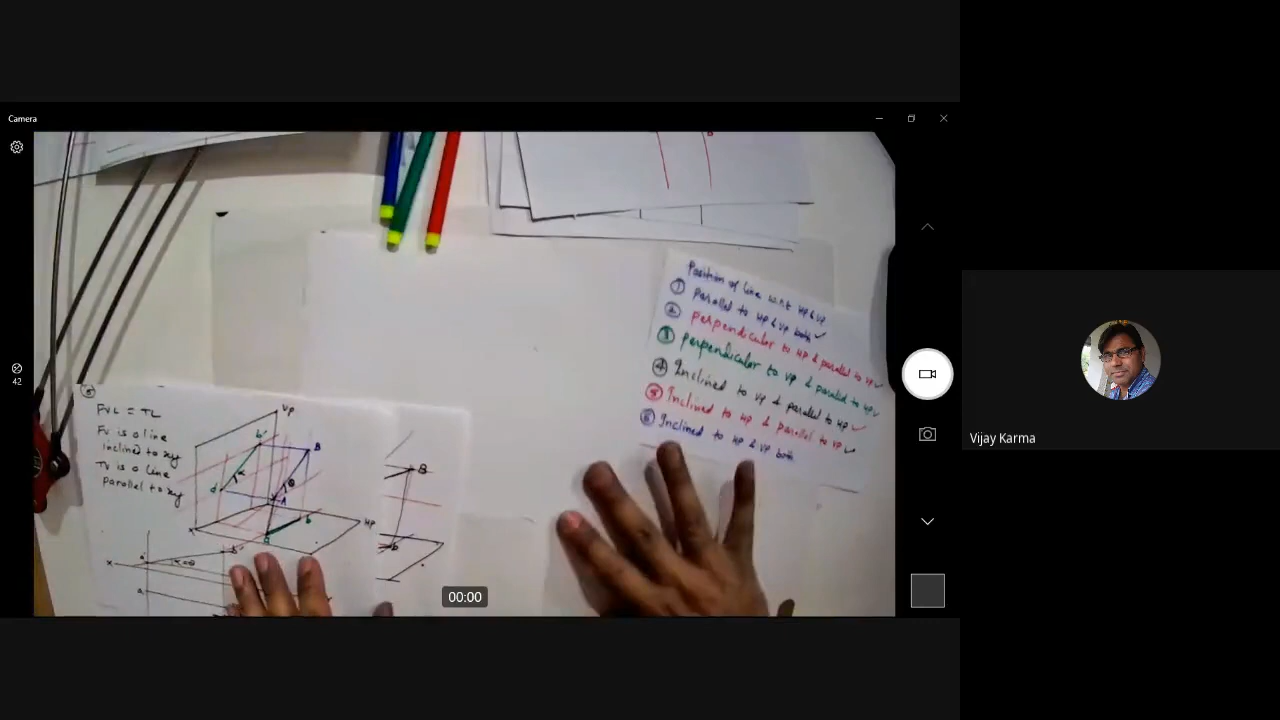 Camera
Position of line w.r.t HP & VP
① Parallel to HP & VP both ✓
② perpendicular to HP & parallel to VP ✓
③ perpendicular to VP & parallel to HP ✓
④ Inclined to VP & parallel to HP ✓
⑤ Inclined to HP & parallel to VP ✓
⑥ Inclined to HP & VP both
42
⑤
FVL = TL
FV is a line
inclined to xy
TV is a line
parallel to xy
VP
b'
B
α
θ
A
X
HP
b
B
b
x
a'
b'
α=θ
a
00:00
Vijay Karma